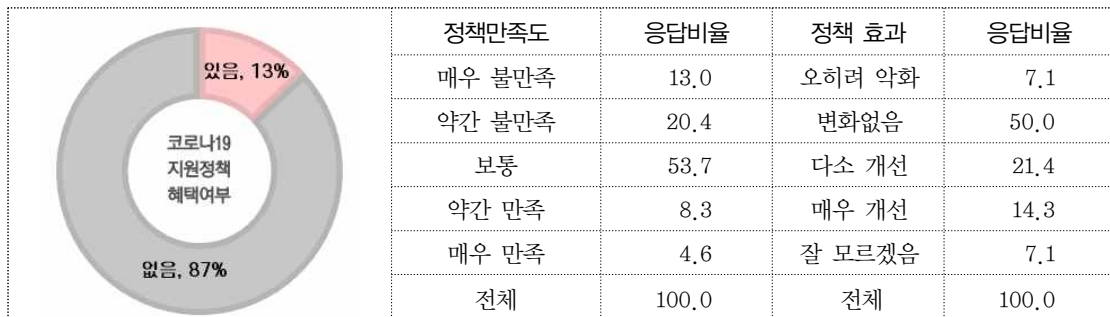 있음, 13%
코로나19
지원정책
혜택여부
없음, 87%
정책만족도 응답비율 정책 효과 응답비율
매우 불만족 13.0 오히려 악화 7.1
약간 불만족 20.4 변화없음 50.0
보통 53.7 다소 개선 21.4
약간 만족 8.3 매우 개선 14.3
매우 만족 4.6 잘 모르겠음 7.1
전체 100.0 전체 100.0